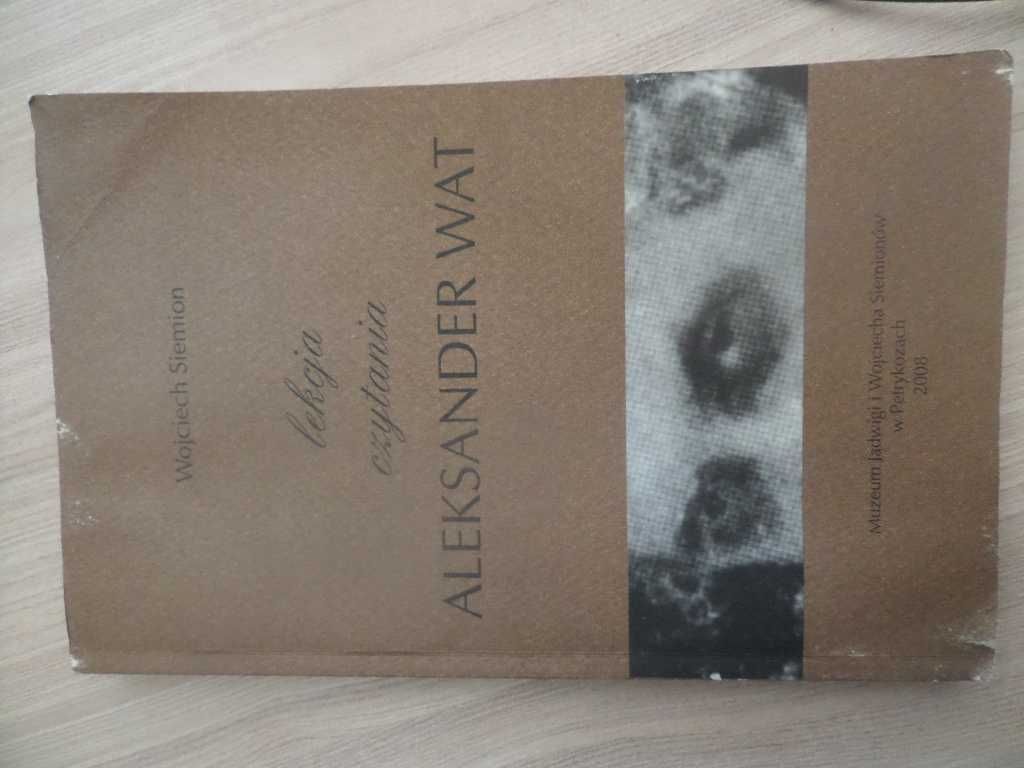 Wojciech Siemion
lekcja
czytania
ALEKSANDER WAT
Muzeum Jadwigi i Wojciecha Siemionów
w Petrykozach
2008